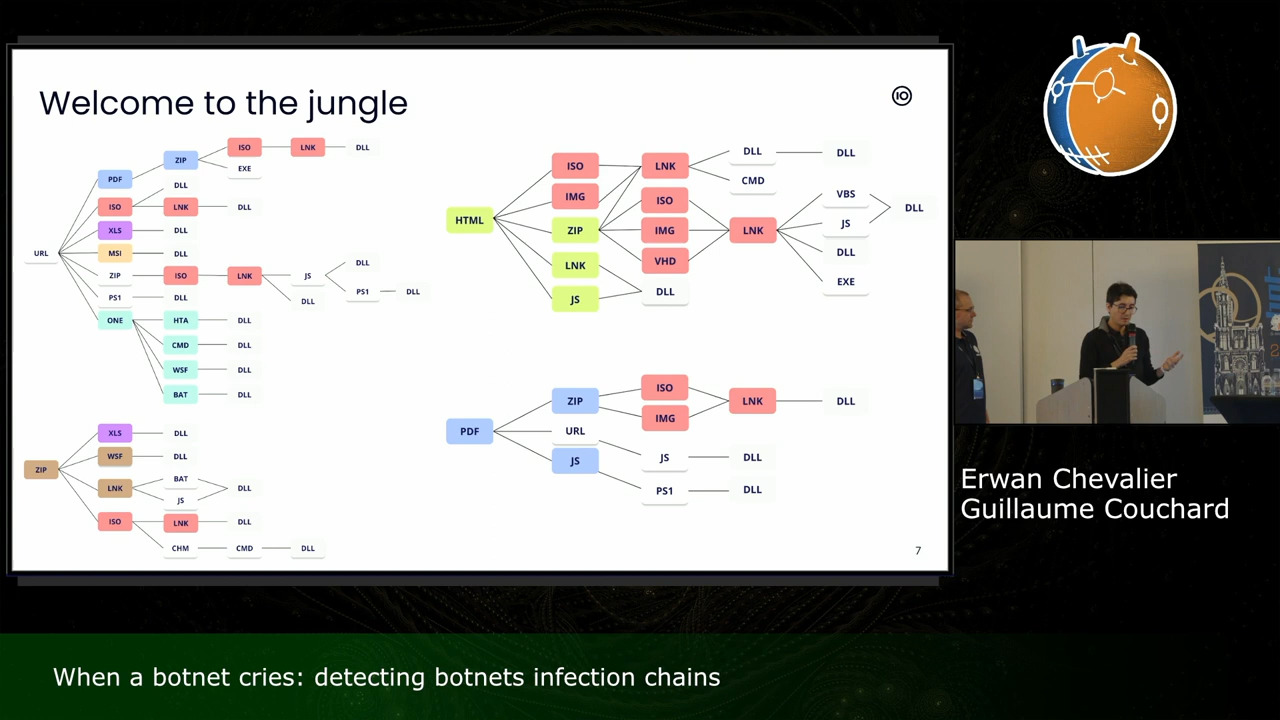 Welcome to the jungle
IO
ISO LNK DLL
ZIP
EXE
PDF
DLL
ISO LNK DLL
XLS DLL
URL MSI DLL
ZIP ISO LNK JS DLL
PS1 DLL
PS1 DLL DLL
ONE HTA DLL
CMD DLL
WSF DLL
BAT DLL
XLS DLL
WSF DLL
ZIP
BAT
LNK DLL
JS
ISO LNK DLL
CHM CMD DLL
ISO LNK DLL DLL
CMD
IMG ISO VBS
HTML DLL
ZIP IMG LNK JS
LNK VHD DLL
JS DLL EXE
ISO
ZIP LNK DLL
IMG
PDF URL
JS DLL
JS
PS1 DLL
7
Erwan Chevalier
Guillaume Couchard
When a botnet cries: detecting botnets infection chains